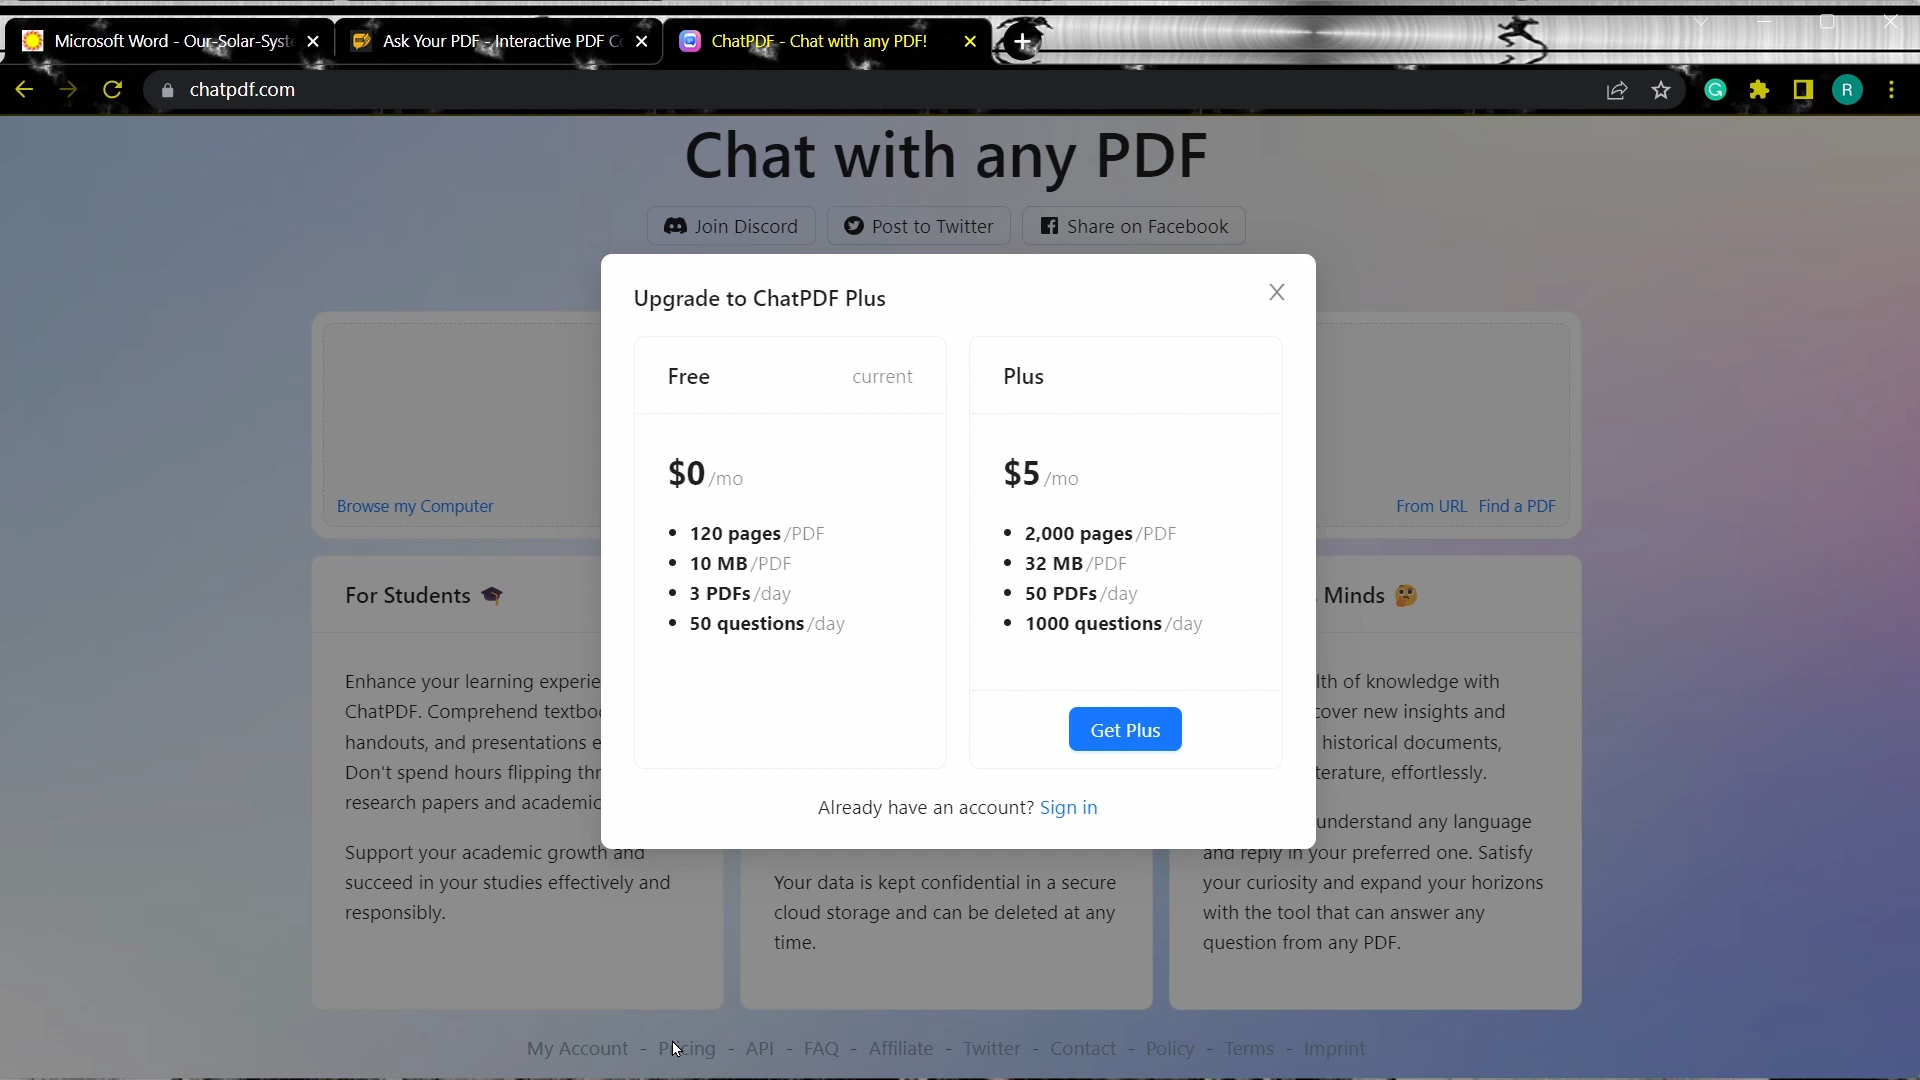 Microsoft Word - Our-Solar-Syste
Ask Your PDF - Interactive PDF C
ChatPDF - Chat with any PDF!
chatpdf.com
R
Chat with any PDF
Join Discord
Post to Twitter
Share on Facebook
Upgrade to ChatPDF Plus
X
Free
current
$0 /mo
120 pages /PDF
10 MB /PDF
3 PDFs /day
50 questions /day
Plus
$5 /mo
2,000 pages /PDF
32 MB /PDF
50 PDFs /day
1000 questions /day
Get Plus
Already have an account? Sign in
Browse my Computer
From URL
Find a PDF
For Students
Enhance your learning experie
ChatPDF. Comprehend textbo
handouts, and presentations e
Don't spend hours flipping thr
research papers and academic
Support your academic growth and
succeed in your studies effectively and
responsibly.
Your data is kept confidential in a secure
cloud storage and can be deleted at any
time.
Minds
lth of knowledge with
cover new insights and
historical documents,
terature, effortlessly.
understand any language
and reply in your preferred one. Satisfy
your curiosity and expand your horizons
with the tool that can answer any
question from any PDF.
My Account - Pricing - API - FAQ - Affiliate - Twitter - Contact - Policy - Terms - Imprint